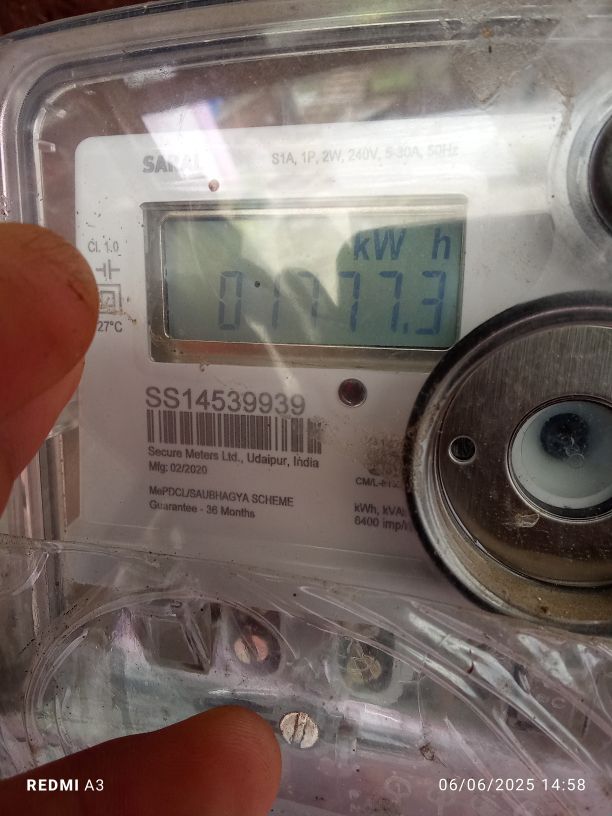 SARAL
S1A, 1P, 2W, 240V, 5-30A, 50Hz
kW h
01777.3
Cl. 1.0
27°C
SS14539939
Secure Meters Ltd., Udaipur, India
Mfg: 02/2020
MePDCL/SAUBHAGYA SCHEME
Guarantee - 36 Months
CM/L-
kWh,
6400 imp/
REDMI A3
06/06/2025 14:58